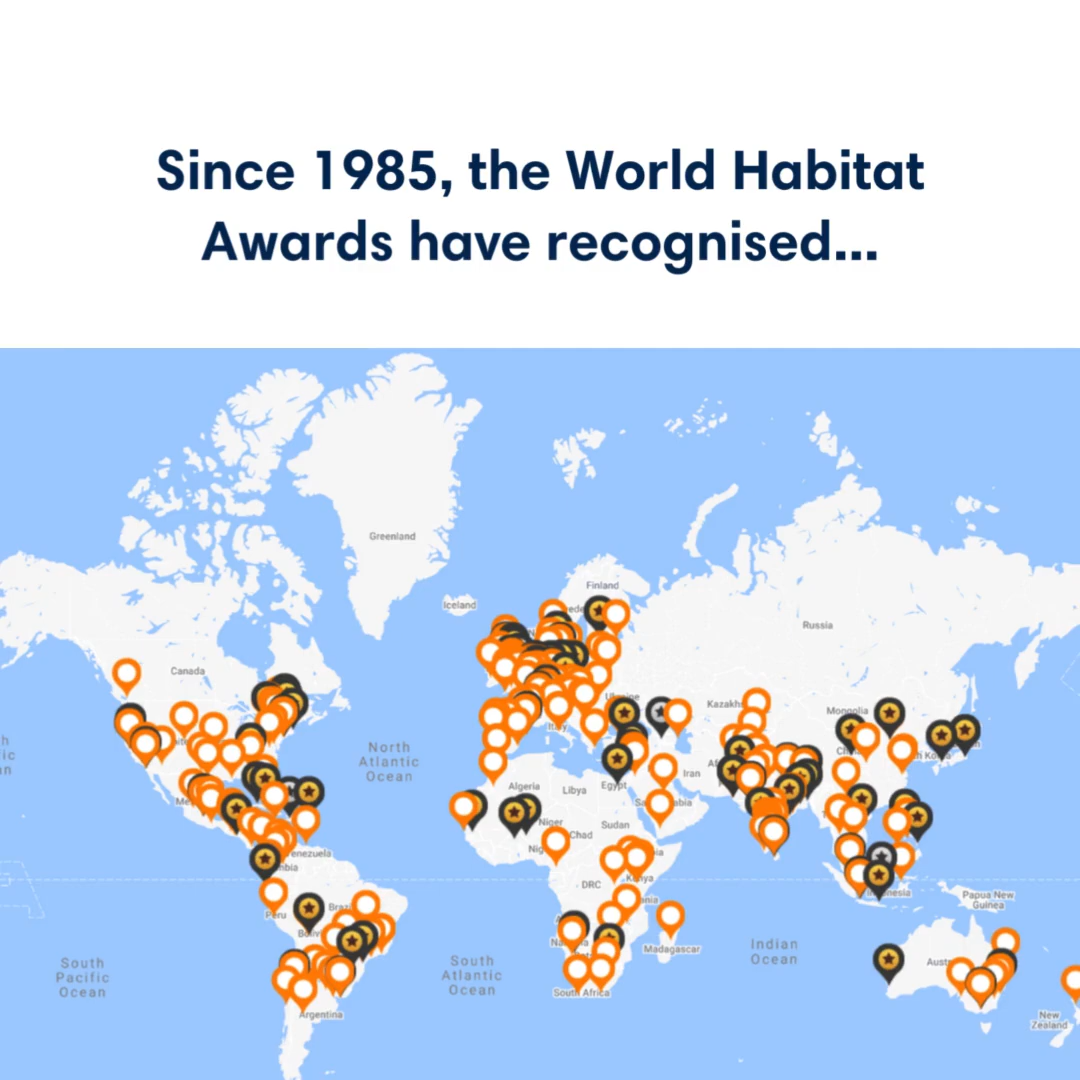 Since 1985, the World Habitat
Awards have recognised...
Greenland
Finland
Iceland
Russia
Canada
Kazakh
Mongolia
North
Atlantic
Ocean
Italy
Iran
Algeria
Libya
Egypt
Niger
Chad
Sudan
DRC
Peru
Papua New
Guinea
Madagascar
Indian
Ocean
South
Pacific
Ocean
South
Atlantic
Ocean
South Africa
Argentina
New
Zealand